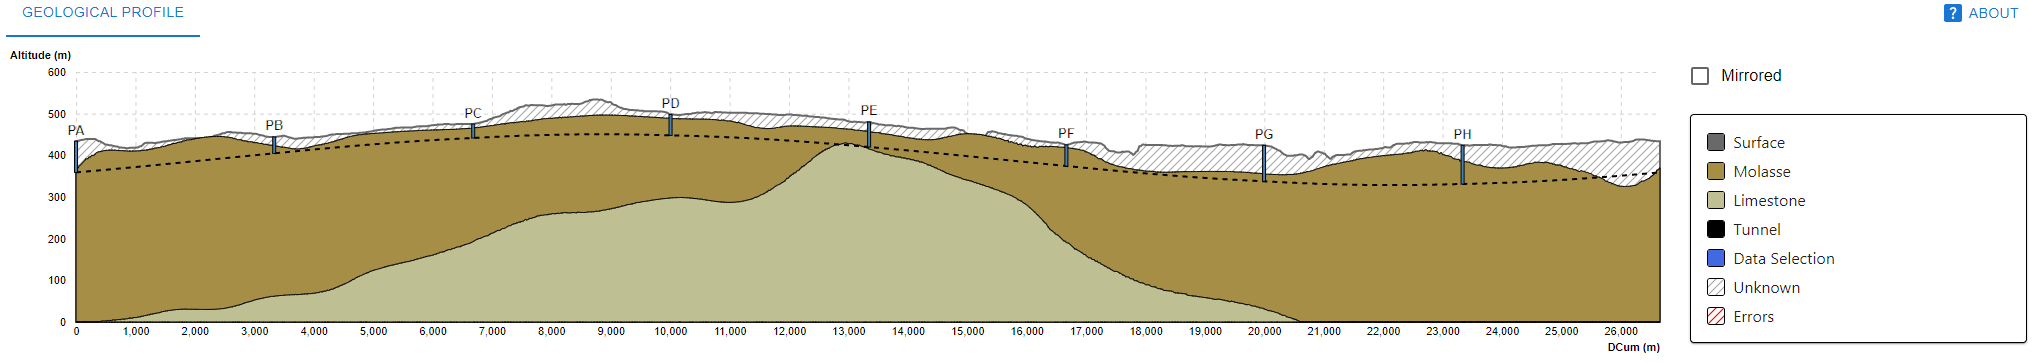 GEOLOGICAL PROFILE
? ABOUT
Altitude (m)
600
500
400
300
200
100
0
PA
PB
PC
PD
PE
PF
PG
PH
0 1,000 2,000 3,000 4,000 5,000 6,000 7,000 8,000 9,000 10,000 11,000 12,000 13,000 14,000 15,000 16,000 17,000 18,000 19,000 20,000 21,000 22,000 23,000 24,000 25,000 26,000
DCum (m)
Mirrored
Surface
Molasse
Limestone
Tunnel
Data Selection
Unknown
Errors